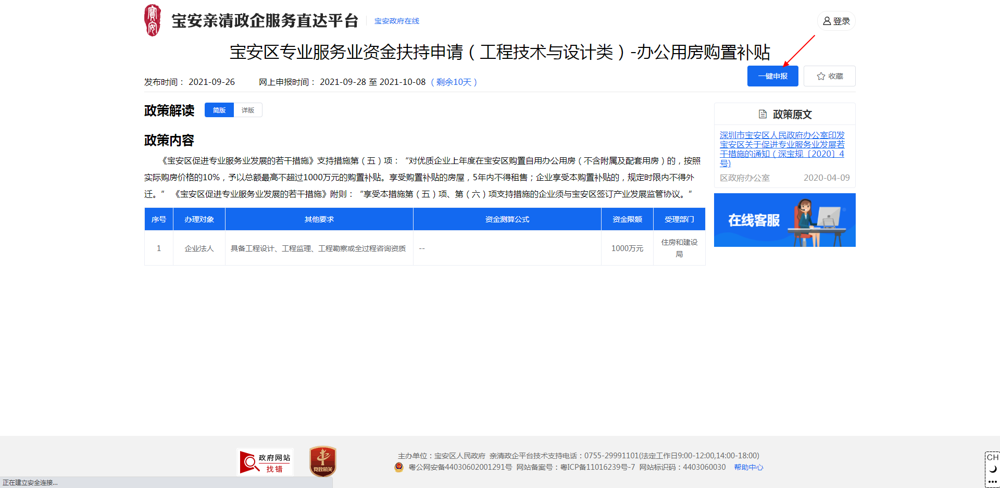 寶安
宝安亲清政企服务直达平台
宝安政府在线
登录
宝安区专业服务业资金扶持申请（工程技术与设计类）-办公用房购置补贴
发布时间： 2021-09-26
网上申报时间： 2021-09-28 至 2021-10-08 （剩余10天）
一键申报
收藏
政策解读
简版
详版
政策内容
《宝安区促进专业服务业发展的若干措施》支持措施第（五）项：“对优质企业上年度在宝安区购置自用办公用房（不含附属及配套用房）的，按照
实际购房价格的10%，予以总额最高不超过1000万元的购置补贴。享受购置补贴的房屋，5年内不得租售；企业享受本购置补贴的，规定时限内不得外
迁。” 《宝安区促进专业服务业发展的若干措施》附则：“享受本措施第（五）项、第（六）项支持措施的企业须与宝安区签订产业发展监管协议。”
序号 办理对象 其他要求 资金测算公式 资金限额 受理部门
1 企业法人 具备工程设计、工程监理、工程勘察或全过程咨询资质 -- 1000万元 住房和建设
局
政策原文
深圳市宝安区人民政府办公室印发
宝安区关于促进专业服务业发展若
干措施的通知（深宝规〔2020〕4
号)
区政府办公室 2020-04-09
在线客服
政府网站
找错
党政机关
主办单位：宝安区人民政府 亲清政企平台技术支持电话：0755-29991101(法定工作日9:00-12:00,14:00-18:00)
粤公网安备44030602001291号 网站备案号：粤ICP备11016239号-7 网站标识码：4403060030 帮助中心
正在建立安全连接...
CH